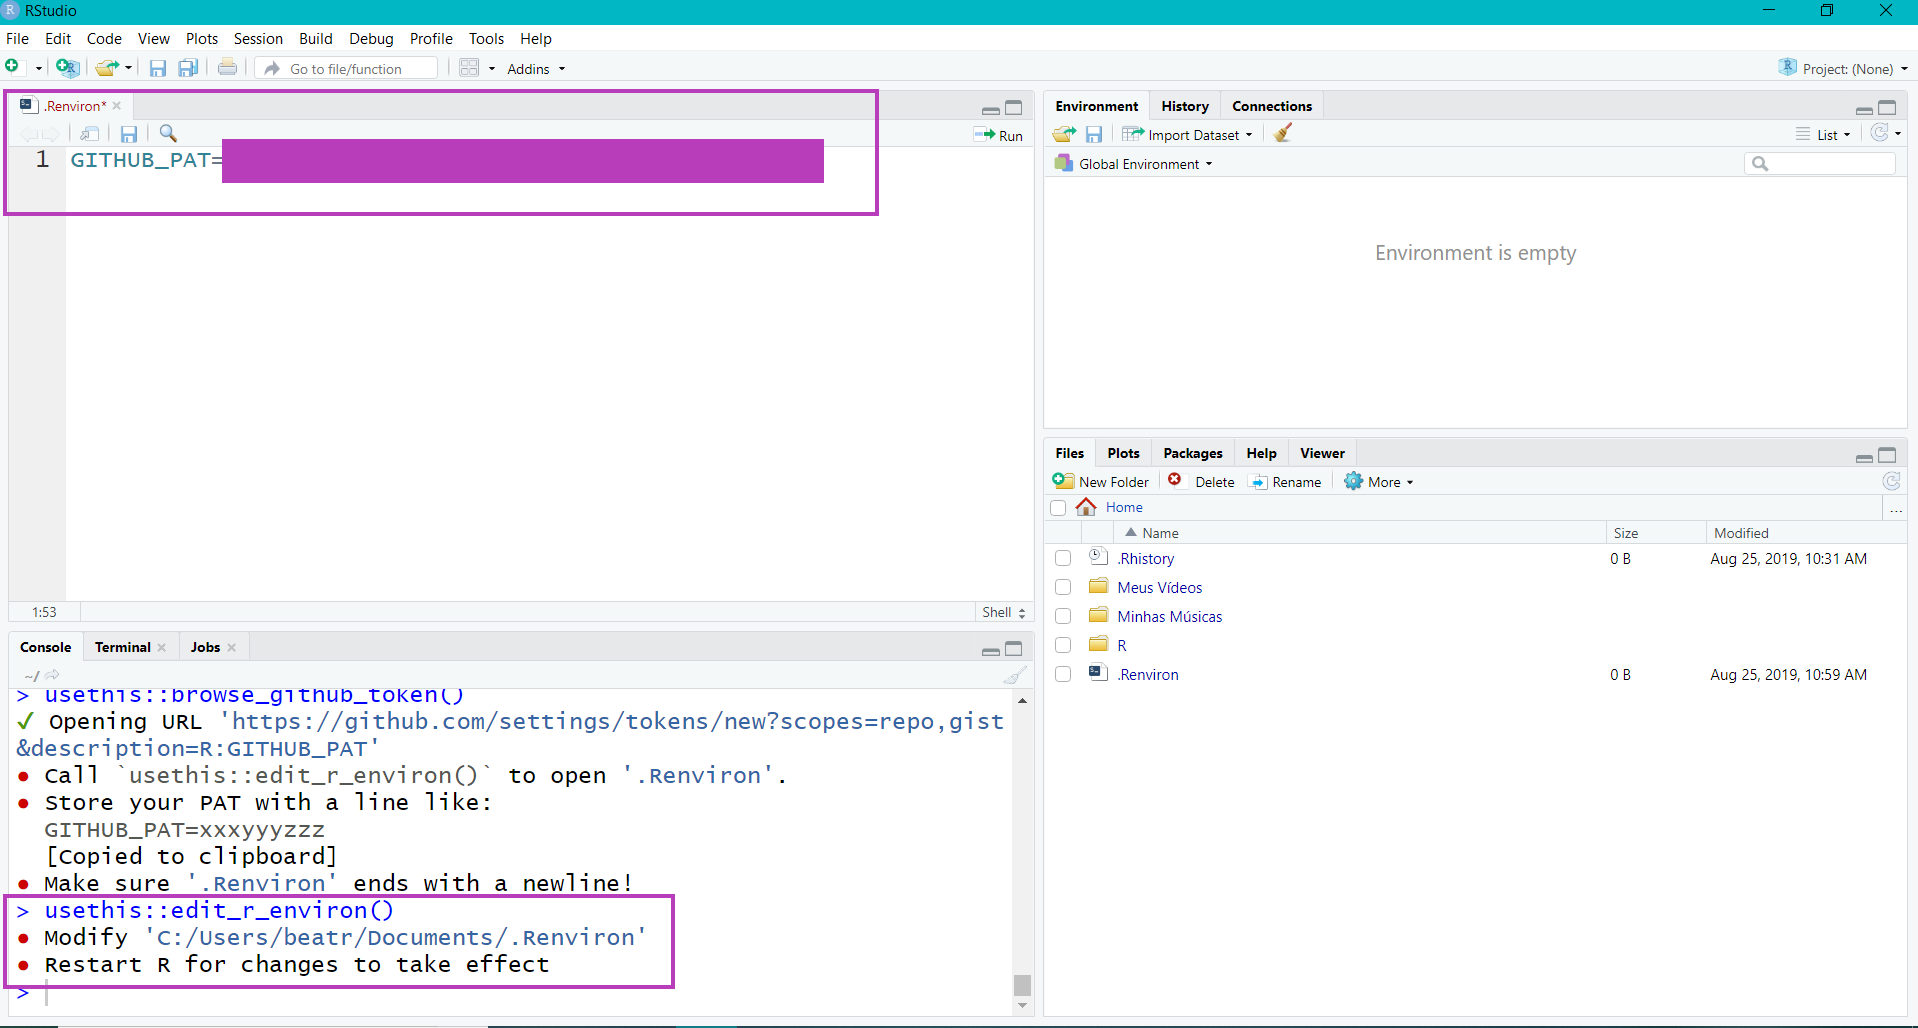 RStudio
File Edit Code View Plots Session Build Debug Profile Tools Help
Go to file/function Addins Project: (None)
.Renviron*
Run
1 GITHUB_PAT=
1:53 Shell
Console Terminal Jobs
~/
> usethis::browse_github_token()
✓ Opening URL 'https://github.com/settings/tokens/new?scopes=repo,gist
&description=R:GITHUB_PAT'
● Call `usethis::edit_r_environ()` to open '.Renviron'.
● Store your PAT with a line like:
GITHUB_PAT=xxxyyyzzz
[Copied to clipboard]
● Make sure '.Renviron' ends with a newline!
> usethis::edit_r_environ()
● Modify 'C:/Users/beatr/Documents/.Renviron'
● Restart R for changes to take effect
>
Environment History Connections
Import Dataset List
Global Environment
Environment is empty
Files Plots Packages Help Viewer
New Folder Delete Rename More
Home ...
Name Size Modified
.Rhistory 0 B Aug 25, 2019, 10:31 AM
Meus Vídeos
Minhas Músicas
R
.Renviron 0 B Aug 25, 2019, 10:59 AM